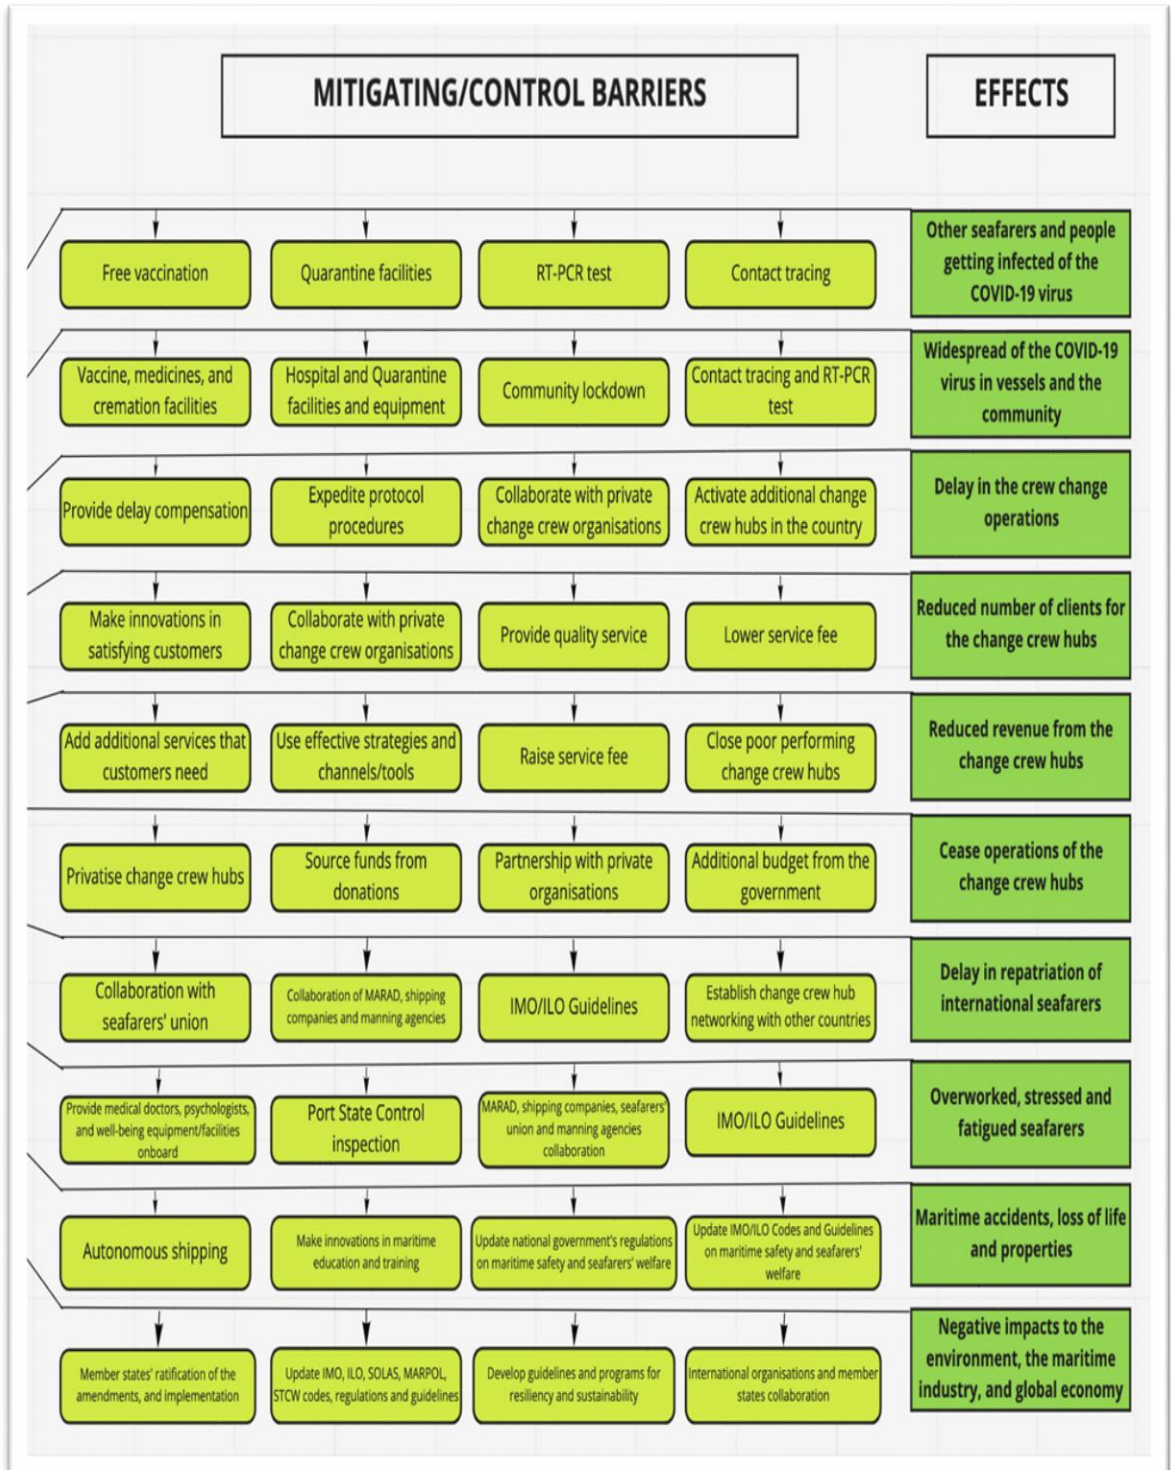 MITIGATING/CONTROL BARRIERS
EFFECTS
Free vaccination
Quarantine facilities
RT-PCR test
Contact tracing
Other seafarers and people
getting infected of the
COVID-19 virus
Vaccine, medicines, and
cremation facilities
Hospital and Quarantine
facilities and equipment
Community lockdown
Contact tracing and RT-PCR
test
Widespread of the COVID-19
virus in vessels and the
community
Provide delay compensation
Expedite protocol
procedures
Collaborate with private
change crew organisations
Activate additional change
crew hubs in the country
Delay in the crew change
operations
Make innovations in
satisfying customers
Collaborate with private
change crew organisations
Provide quality service
Lower service fee
Reduced number of clients for
the change crew hubs
Add additional services that
customers need
Use effective strategies and
channels/tools
Raise service fee
Close poor performing
change crew hubs
Reduced revenue from the
change crew hubs
Privatise change crew hubs
Source funds from
donations
Partnership with private
organisations
Additional budget from the
government
Cease operations of the
change crew hubs
Collaboration with
seafarers' union
Collaboration of MARAD, shipping
companies and manning agencies
IMO/ILO Guidelines
Establish change crew hub
networking with other countries
Delay in repatriation of
international seafarers
Provide medical doctors, psychologists,
and well-being equipment/facilities
onboard
Port State Control
inspection
MARAD, shipping companies, seafarers'
union and manning agencies
collaboration
IMO/ILO Guidelines
Overworked, stressed and
fatigued seafarers
Autonomous shipping
Make innovations in maritime
education and training
Update national government's regulations
on maritime safety and seafarers' welfare
Update IMO/ILO Codes and Guidelines
on maritime safety and seafarers'
welfare
Maritime accidents, loss of life
and properties
Member states' ratification of the
amendments, and implementation
Update IMO, ILO, SOLAS, MARPOL,
STCW codes, regulations and guidelines
Develop guidelines and programs for
resiliency and sustainability
International organisations and member
states collaboration
Negative impacts to the
environment, the maritime
industry, and global economy